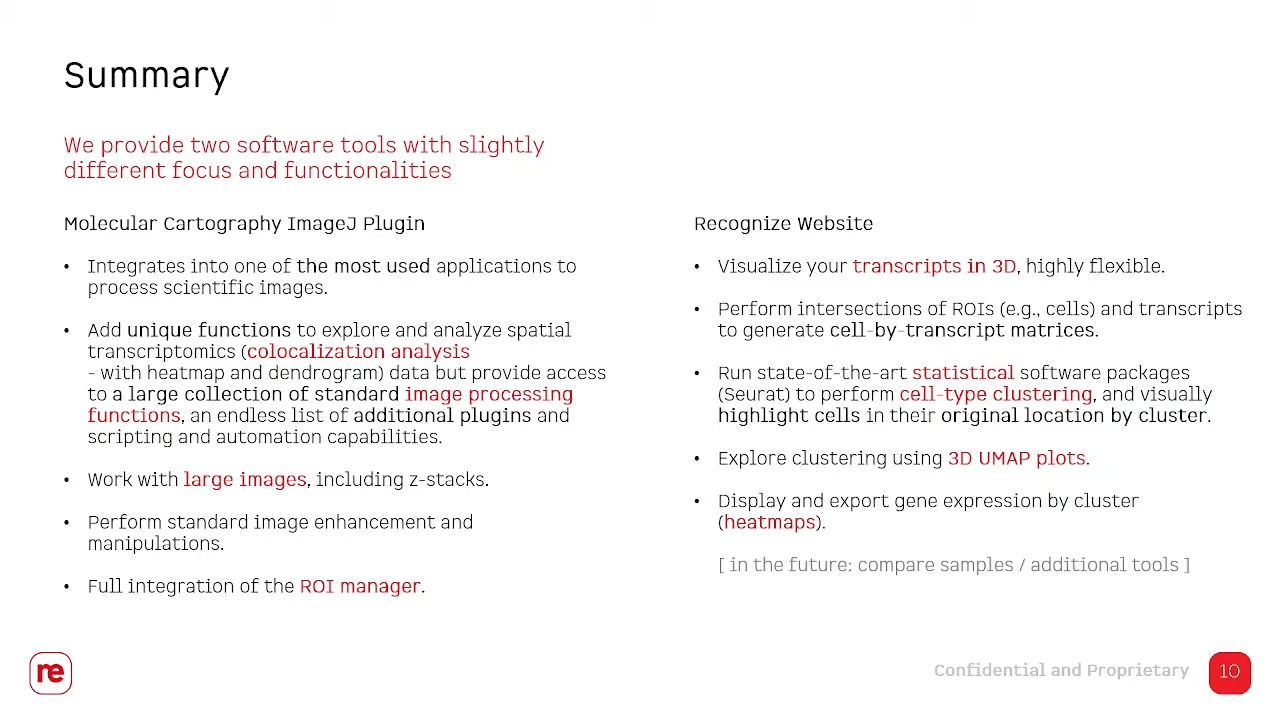 Summary
We provide two software tools with slightly
different focus and functionalities
Molecular Cartography ImageJ Plugin
• Integrates into one of the most used applications to
process scientific images.
• Add unique functions to explore and analyze spatial
transcriptomics (colocalization analysis
- with heatmap and dendrogram) data but provide access
to a large collection of standard image processing
functions, an endless list of additional plugins and
scripting and automation capabilities.
• Work with large images, including z-stacks.
• Perform standard image enhancement and
manipulations.
• Full integration of the ROI manager.
Recognize Website
• Visualize your transcripts in 3D, highly flexible.
• Perform intersections of ROIs (e.g., cells) and transcripts
to generate cell-by-transcript matrices.
• Run state-of-the-art statistical software packages
(Seurat) to perform cell-type clustering, and visually
highlight cells in their original location by cluster.
• Explore clustering using 3D UMAP plots.
• Display and export gene expression by cluster
(heatmaps).
[ in the future: compare samples / additional tools ]
re
Confidential and Proprietary
10